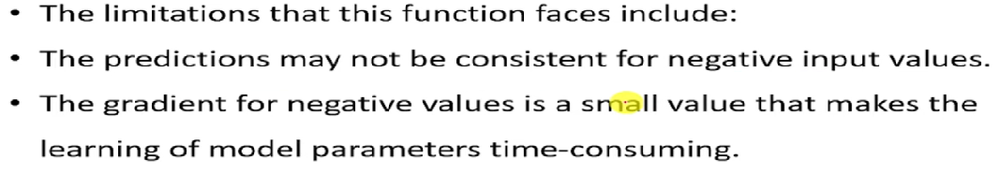 • The limitations that this function faces include:
• The predictions may not be consistent for negative input values.
• The gradient for negative values is a small value that makes the
learning of model parameters time-consuming.